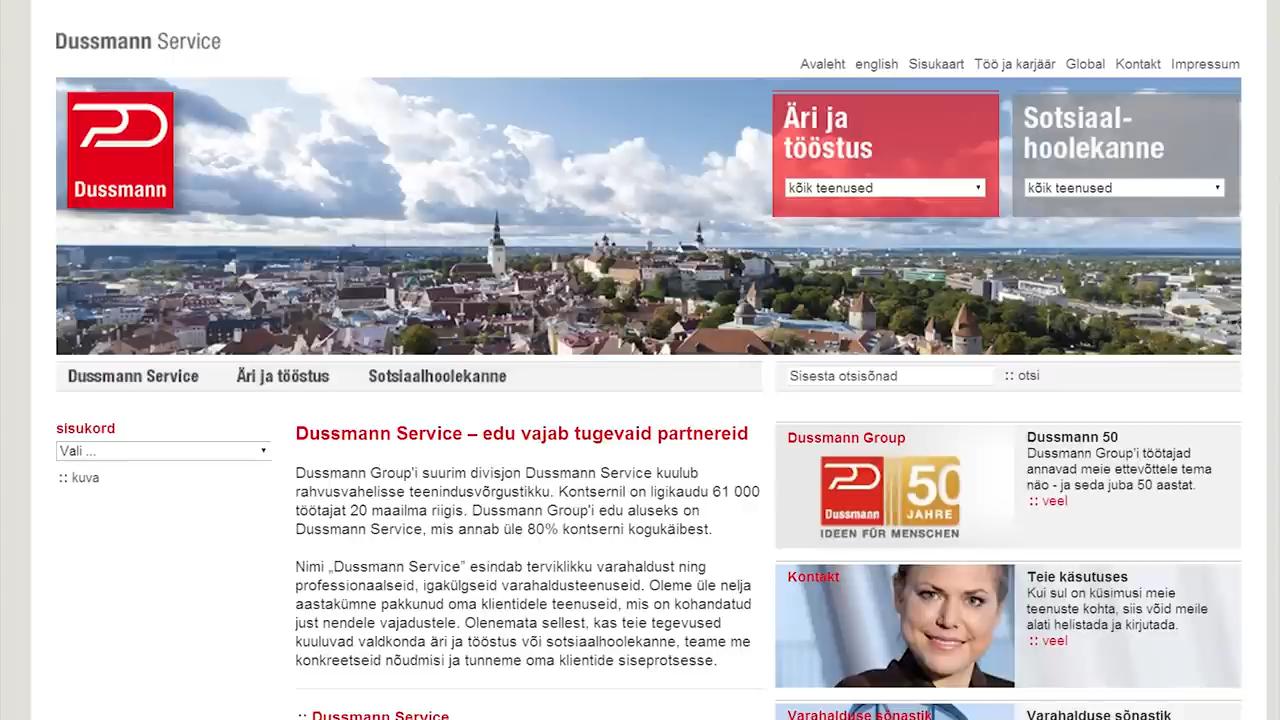 Dussmann Service
Avaleht english Sisukaart Töö ja karjäär Global Kontakt Impressum
Dussmann
Äri ja
tööstus
kõik teenused
Sotsiaal-
hoolekanne
kõik teenused
Dussmann Service Äri ja tööstus Sotsiaalhoolekanne
Sisesta otsisõnad :: otsi
sisukord
Vali ...
:: kuva
Dussmann Service – edu vajab tugevaid partnereid
Dussmann Group'i suurim divisjon Dussmann Service kuulub
rahvusvahelisse teenindusvõrgustikku. Kontsernil on ligikaudu 61 000
töötajat 20 maailma riigis. Dussmann Group'i edu aluseks on
Dussmann Service, mis annab üle 80% kontserni kogukäibest.
Nimi „Dussmann Service” esindab terviklikku varahaldust ning
professionaalseid, igakülgseid varahaldusteenuseid. Oleme üle nelja
aastakümne pakkunud oma klientidele teenuseid, mis on kohandatud
just nendele vajadustele. Olenemata sellest, kas teie tegevused
kuuluvad valdkonda äri ja tööstus või sotsiaalhoolekanne, teame me
konkreetseid nõudmisi ja tunneme oma klientide siseprotsesse.
:: Dussmann Service
Dussmann Group
Dussmann
50
JAHRE
IDEEN FÜR MENSCHEN
Dussmann 50
Dussmann Group'i töötajad
annavad meie ettevõttele tema
näo - ja seda juba 50 aastat.
:: veel
Kontakt
Teie käsutuses
Kui sul on küsimusi meie
teenuste kohta, siis võid meile
alati helistada ja kirjutada.
:: veel
Varahalduse sõnastik
Varahalduse sõnastik